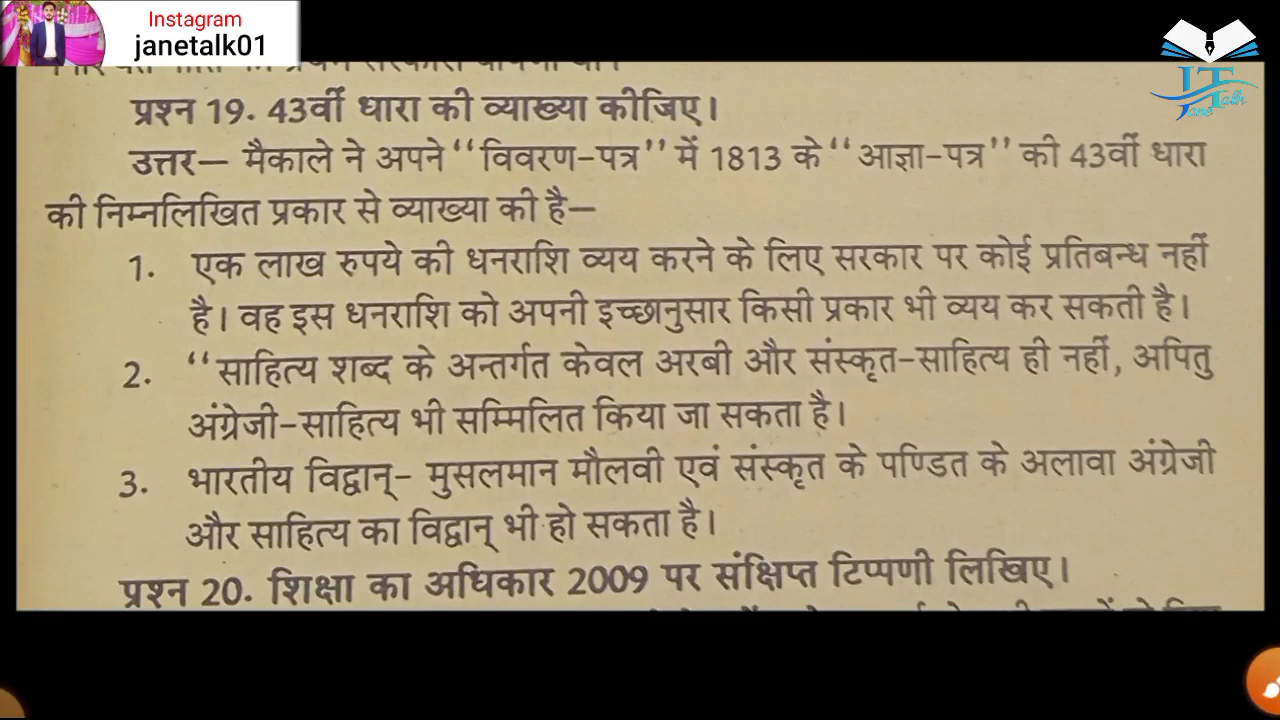 Instagram
janetalk01
JT
Jane Talk
प्रश्न 19. 43वीं धारा की व्याख्या कीजिए।
उत्तर— मैकाले ने अपने ‘‘विवरण-पत्र’’ में 1813 के ‘‘आज्ञा-पत्र’’ की 43वीं धारा
की निम्नलिखित प्रकार से व्याख्या की है—
1. एक लाख रुपये की धनराशि व्यय करने के लिए सरकार पर कोई प्रतिबन्ध नहीं
है। वह इस धनराशि को अपनी इच्छानुसार किसी प्रकार भी व्यय कर सकती है।
2. ‘‘साहित्य शब्द के अन्तर्गत केवल अरबी और संस्कृत-साहित्य ही नहीं, अपितु
अंग्रेजी-साहित्य भी सम्मिलित किया जा सकता है।
3. भारतीय विद्वान्- मुसलमान मौलवी एवं संस्कृत के पण्डित के अलावा अंग्रेजी
और साहित्य का विद्वान् भी हो सकता है।
प्रश्न 20. शिक्षा का अधिकार 2009 पर संक्षिप्त टिप्पणी लिखिए।